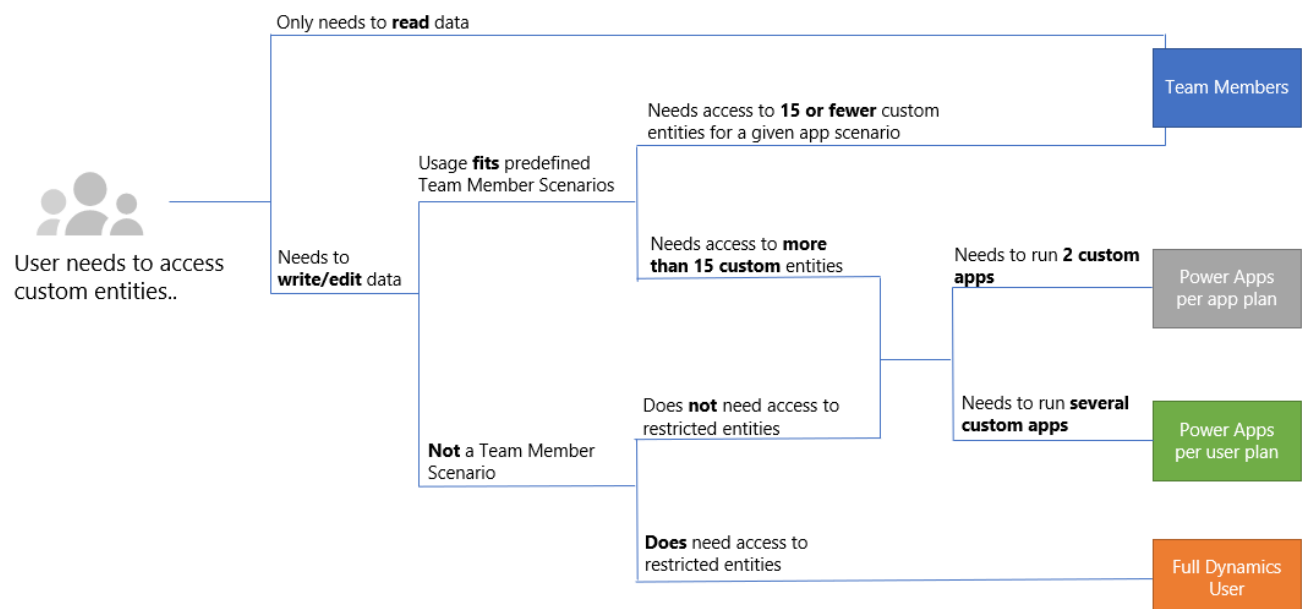 Only needs to read data
Team Members
Needs access to 15 or fewer custom
entities for a given app scenario
Usage fits predefined
Team Member Scenarios
User needs to access
custom entities..
Needs to
write/edit data
Needs access to more
than 15 custom entities
Needs to run 2 custom
apps
Power Apps
per app plan
Does not need access to
restricted entities
Needs to run several
custom apps
Power Apps
per user plan
Not a Team Member
Scenario
Does need access to
restricted entities
Full Dynamics
User